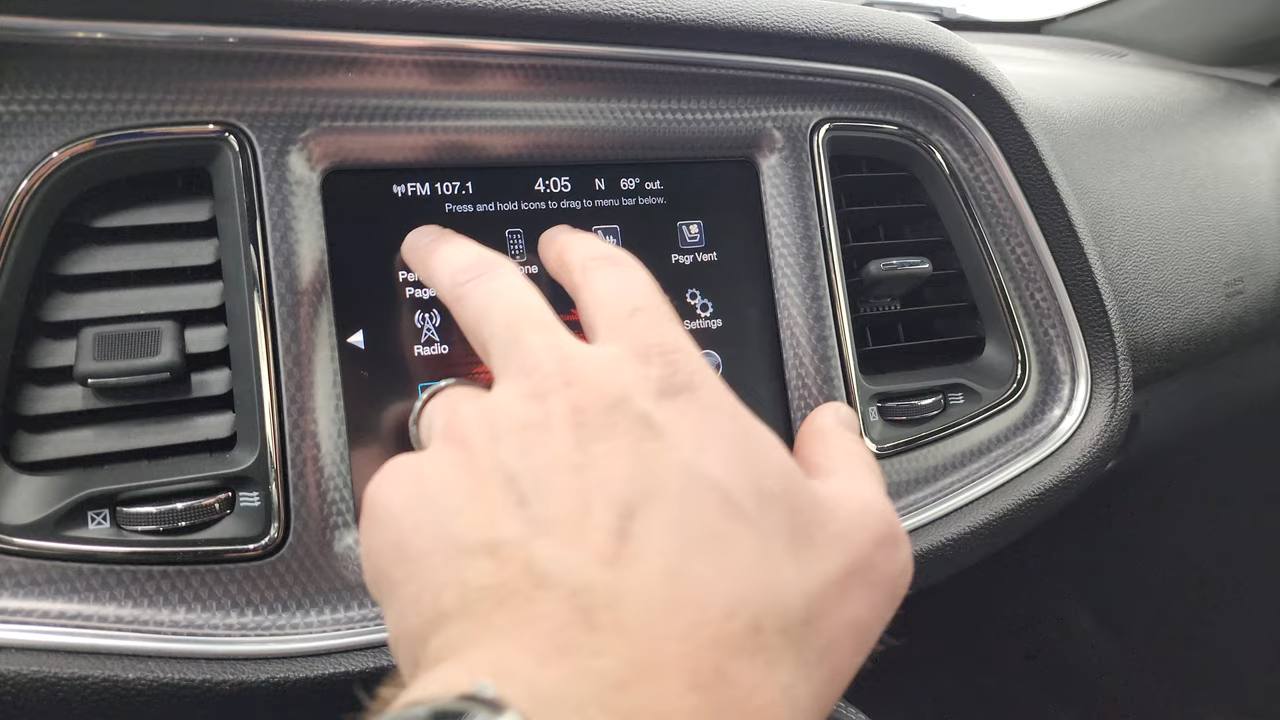 FM 107.1 4:05 N 69° out.
Press and hold icons to drag to menu bar below.
Psgr Vent
Radio
Settings